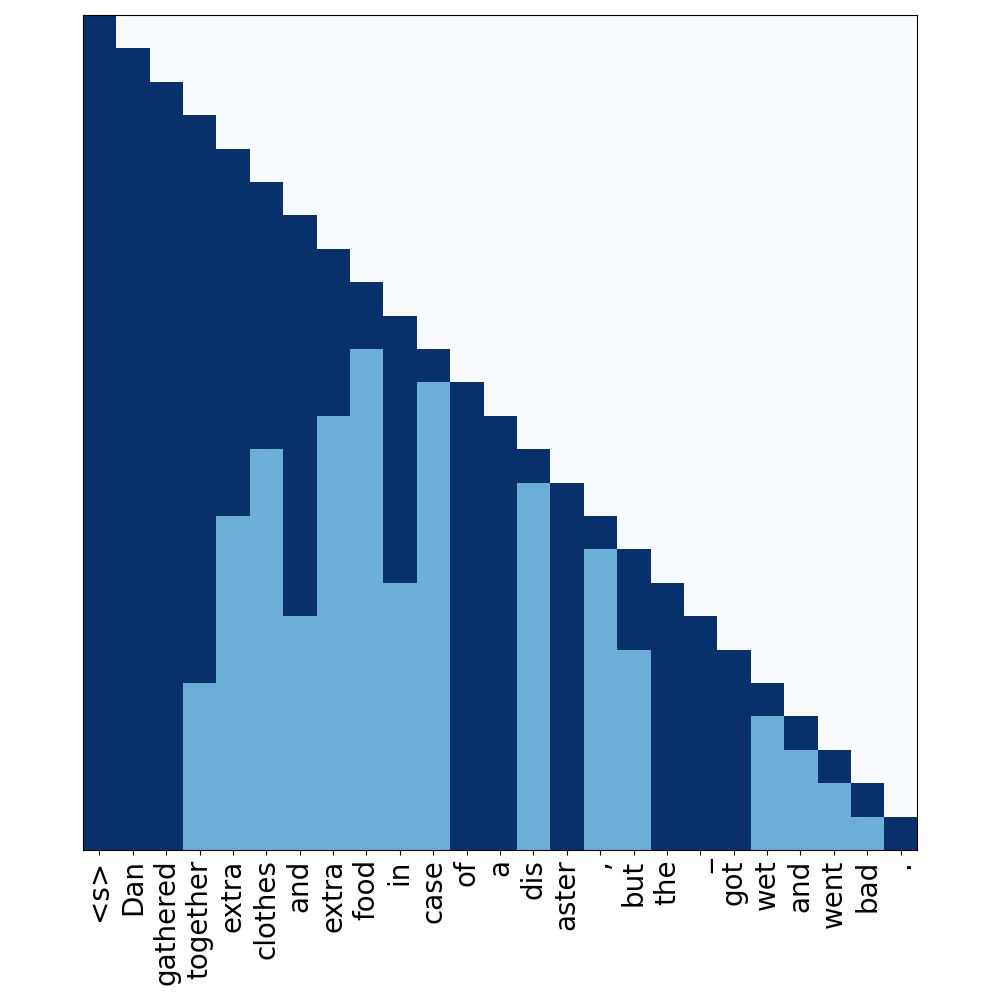 <s> Dan gathered together extra clothes and extra food in case of a dis aster , but the _ got wet and went bad .